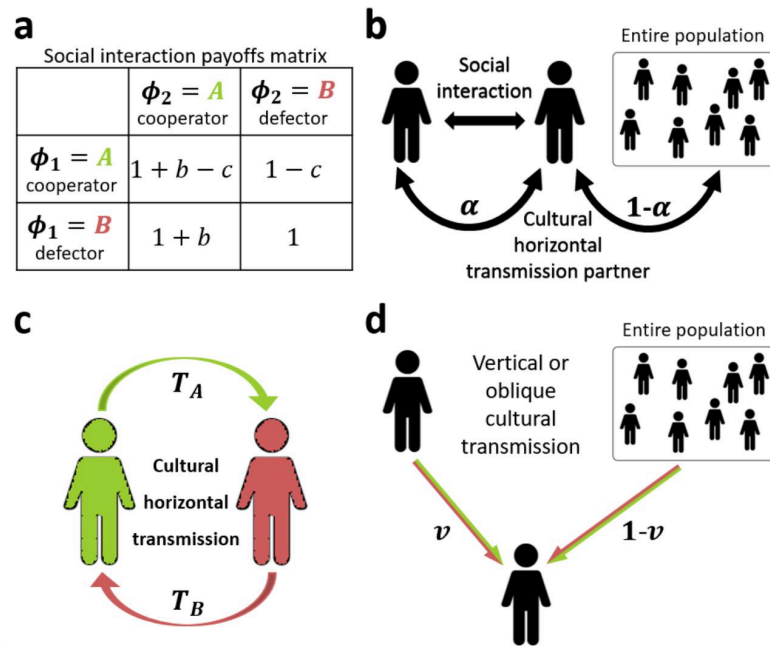 a
Social interaction payoffs matrix
ϕ₂ = A ϕ₂ = B
cooperator defector
ϕ₁ = A 1 + b − c 1 − c
cooperator
ϕ₁ = B 1 + b 1
defector
b
Entire population
Social
interaction
α 1-α
Cultural
horizontal
transmission partner
c
T_A
Cultural
horizontal
transmission
T_B
d
Entire population
Vertical or
oblique
cultural
transmission
v 1-v